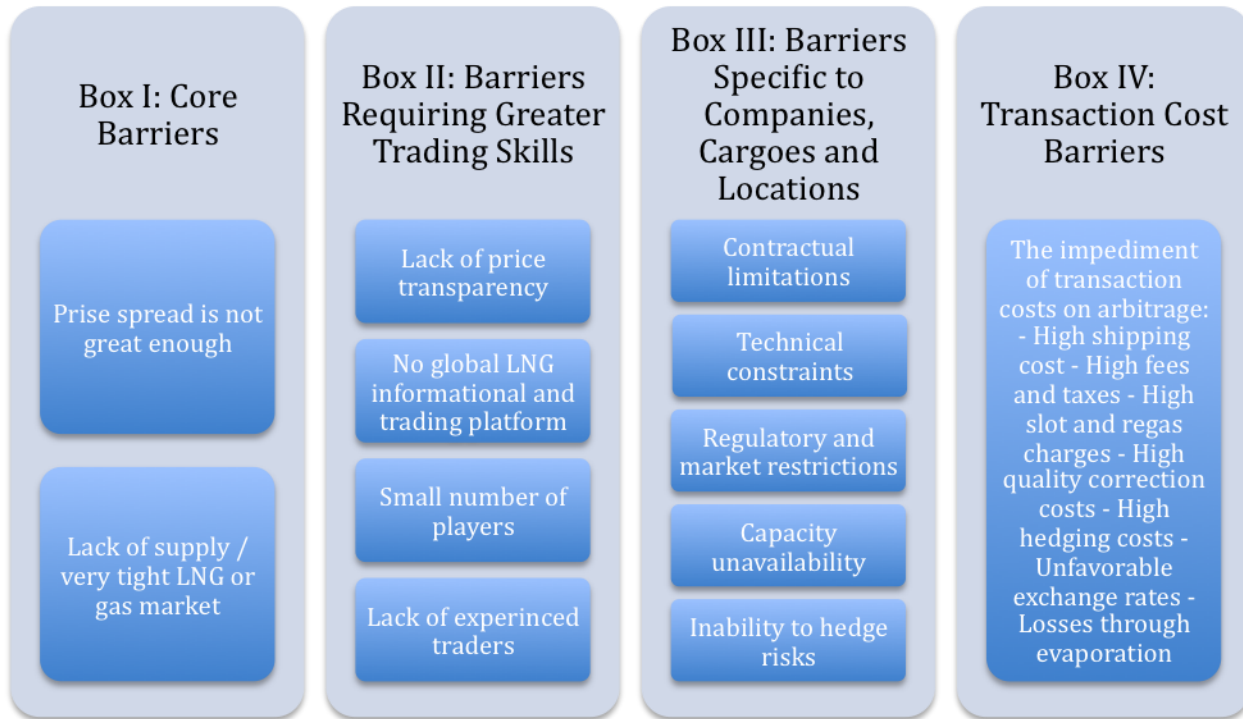 Box I: Core
Barriers
Prise spread is not
great enough
Lack of supply /
very tight LNG or
gas market
Box II: Barriers
Requiring Greater
Trading Skills
Lack of price
transparency
No global LNG
informational and
trading platform
Small number of
players
Lack of experinced
traders
Box III: Barriers
Specific to
Companies,
Cargoes and
Locations
Contractual
limitations
Technical
constraints
Regulatory and
market restrictions
Capacity
unavailability
Inability to hedge
risks
Box IV:
Transaction Cost
Barriers
The impediment
of transaction
costs on arbitrage:
- High shipping
cost - High fees
and taxes - High
slot and regas
charges - High
quality correction
costs - High
hedging costs -
Unfavorable
exchange rates -
Losses through
evaporation